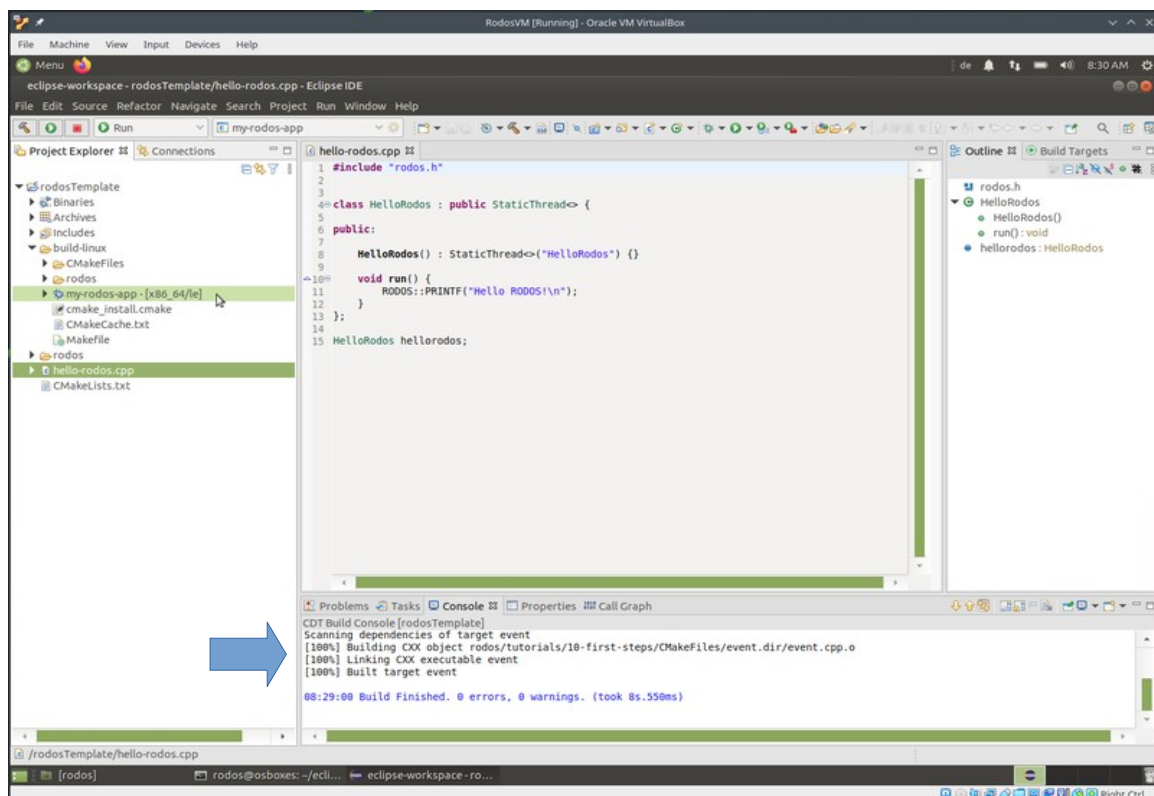 RodosVM [Running] - Oracle VM VirtualBox
File Machine View Input Devices Help
Menu de 8:30 AM
eclipse-workspace - rodosTemplate/hello-rodos.cpp - Eclipse IDE
File Edit Source Refactor Navigate Search Project Run Window Help
Run my-rodos-app
Project Explorer Connections
rodosTemplate
Binaries
Archives
Includes
build-linux
CMakeFiles
rodos
my-rodos-app - [x86_64/le]
cmake_install.cmake
CMakeCache.txt
Makefile
rodos
hello-rodos.cpp
CMakeLists.txt
hello-rodos.cpp
1 #include "rodos.h"
2
3
4 class HelloRodos : public StaticThread<> {
5
6 public:
7
8 HelloRodos() : StaticThread<>("HelloRodos") {}
9
10 void run() {
11 RODOS::PRINTF("Hello RODOS!\n");
12 }
13 };
14
15 HelloRodos hellorodos;
Outline Build Targets
rodos.h
HelloRodos
HelloRodos()
run() : void
hellorodos : HelloRodos
Problems Tasks Console Properties Call Graph
CDT Build Console [rodosTemplate]
Scanning dependencies of target event
[100%] Building CXX object rodos/tutorials/10-first-steps/CMakeFiles/event.dir/event.cpp.o
[100%] Linking CXX executable event
[100%] Built target event
08:29:00 Build Finished. 0 errors, 0 warnings. (took 8s.550ms)
/rodosTemplate/hello-rodos.cpp
[rodos] rodos@osboxes: ~/ecli... eclipse-workspace - ro...
Right Ctrl